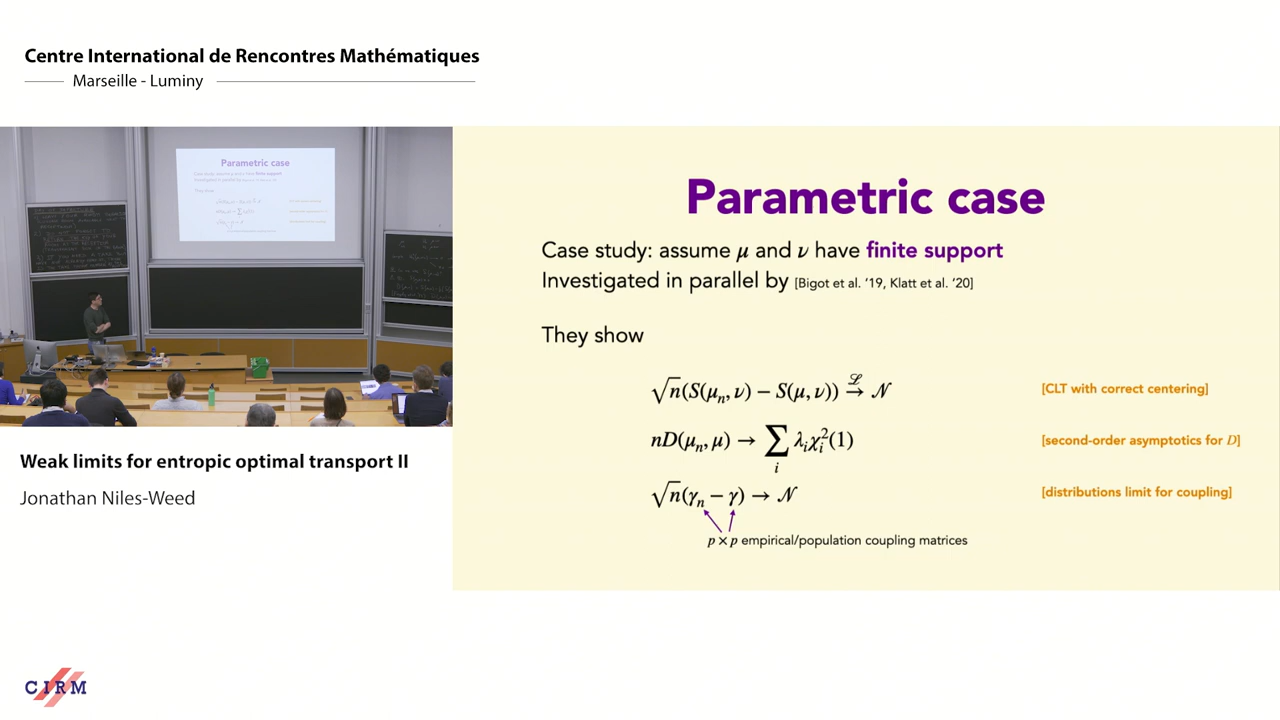 Centre International de Rencontres Mathématiques
Marseille - Luminy
Parametric case
Parametric case
Case study: assume μ and ν have finite support
Investigated in parallel by [Bigot et al. '19, Klatt et al. '20]
They show
√n(S(μₙ, ν) − S(μ, ν)) →^ℒ 𝒩 [CLT with correct centering]
nD(μₙ, μ) → ∑ᵢ λᵢχᵢ²(1) [second-order asymptotics for D]
√n(γₙ − γ) → 𝒩 [distributions limit for coupling]
p × p empirical/population coupling matrices
Weak limits for entropic optimal transport II
Jonathan Niles-Weed
CIRM